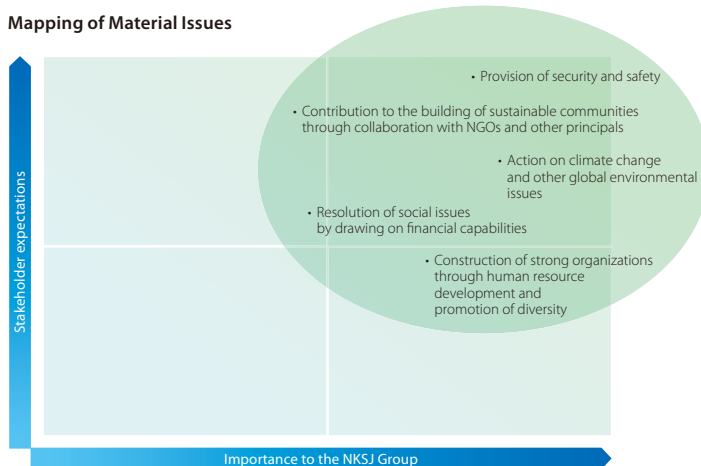 Mapping of Material Issues
• Provision of security and safety
• Contribution to the building of sustainable communities
through collaboration with NGOs and other principals
• Action on climate change
and other global environmental
issues
• Resolution of social issues
by drawing on financial capabilities
• Construction of strong organizations
through human resource
development and
promotion of diversity
Stakeholder expectations
Importance to the NKSJ Group